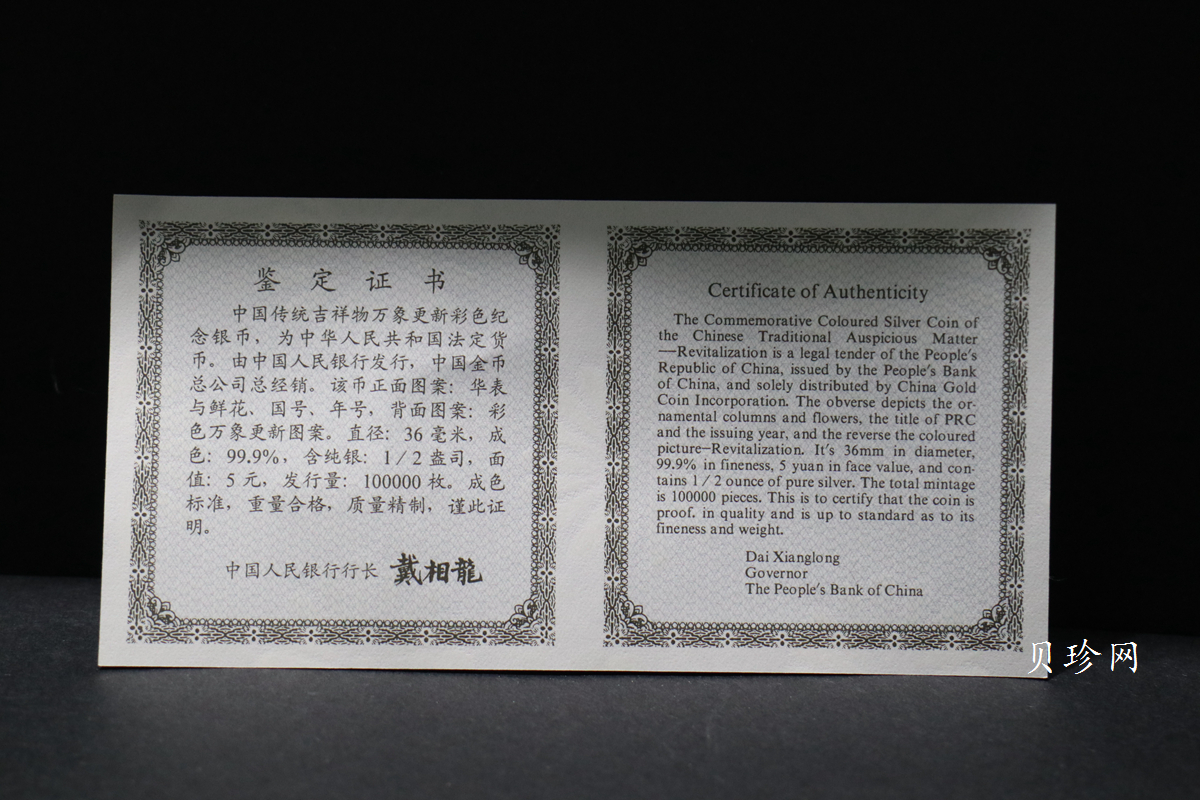 鉴定证书
中国传统吉祥物万象更新彩色纪
念银币，为中华人民共和国法定货
币。由中国人民银行发行，中国金币
总公司总经销。该币正面图案：华表
与鲜花、国号、年号，背面图案：彩
色万象更新图案。直径：36毫米，成
色：99.9%，含纯银：1/2盎司，面
值：5元，发行量：100000枚。成色
标准，重量合格，质量精制，谨此证
明。
中国人民银行行长 戴相龍
Certificate of Authenticity
The Commemorative Coloured Silver Coin of
the Chinese Traditional Auspicious Matter
—Revitalization is a legal tender of the People's
Republic of China, issued by the People's Bank
of China, and solely distributed by China Gold
Coin Incorporation. The obverse depicts the or-
namental columns and flowers, the title of PRC
and the issuing year, and the reverse the coloured
picture—Revitalization. It's 36mm in diameter,
99.9% in fineness, 5 yuan in face value, and con-
tains 1/2 ounce of pure silver. The total mintage
is 100000 pieces. This is to certify that the coin is
proof. in quality and is up to standard as to its
fineness and weight.
Dai Xianglong
Governor
The People's Bank of China
贝珍网